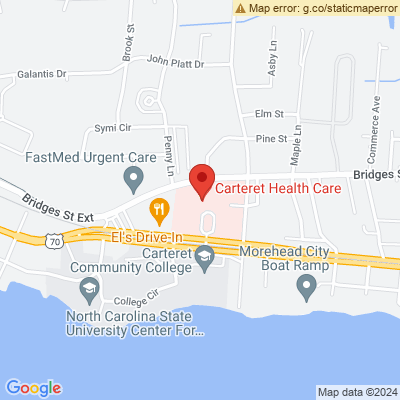 Map error: g.co/staticmaperror
Brook St
John Platt Dr
Asby Ln
Galantis Dr
Elm St
Commerce Ave
Symi Cir
Penny Ln
Pine St
Maple Ln
FastMed Urgent Care
Bridges S
Carteret Health Care
Bridges St Ext
El's Drive-In
70
Carteret
Community College
Morehead City
Boat Ramp
College Cir
North Carolina State
University Center For...
Google
Map data ©2024